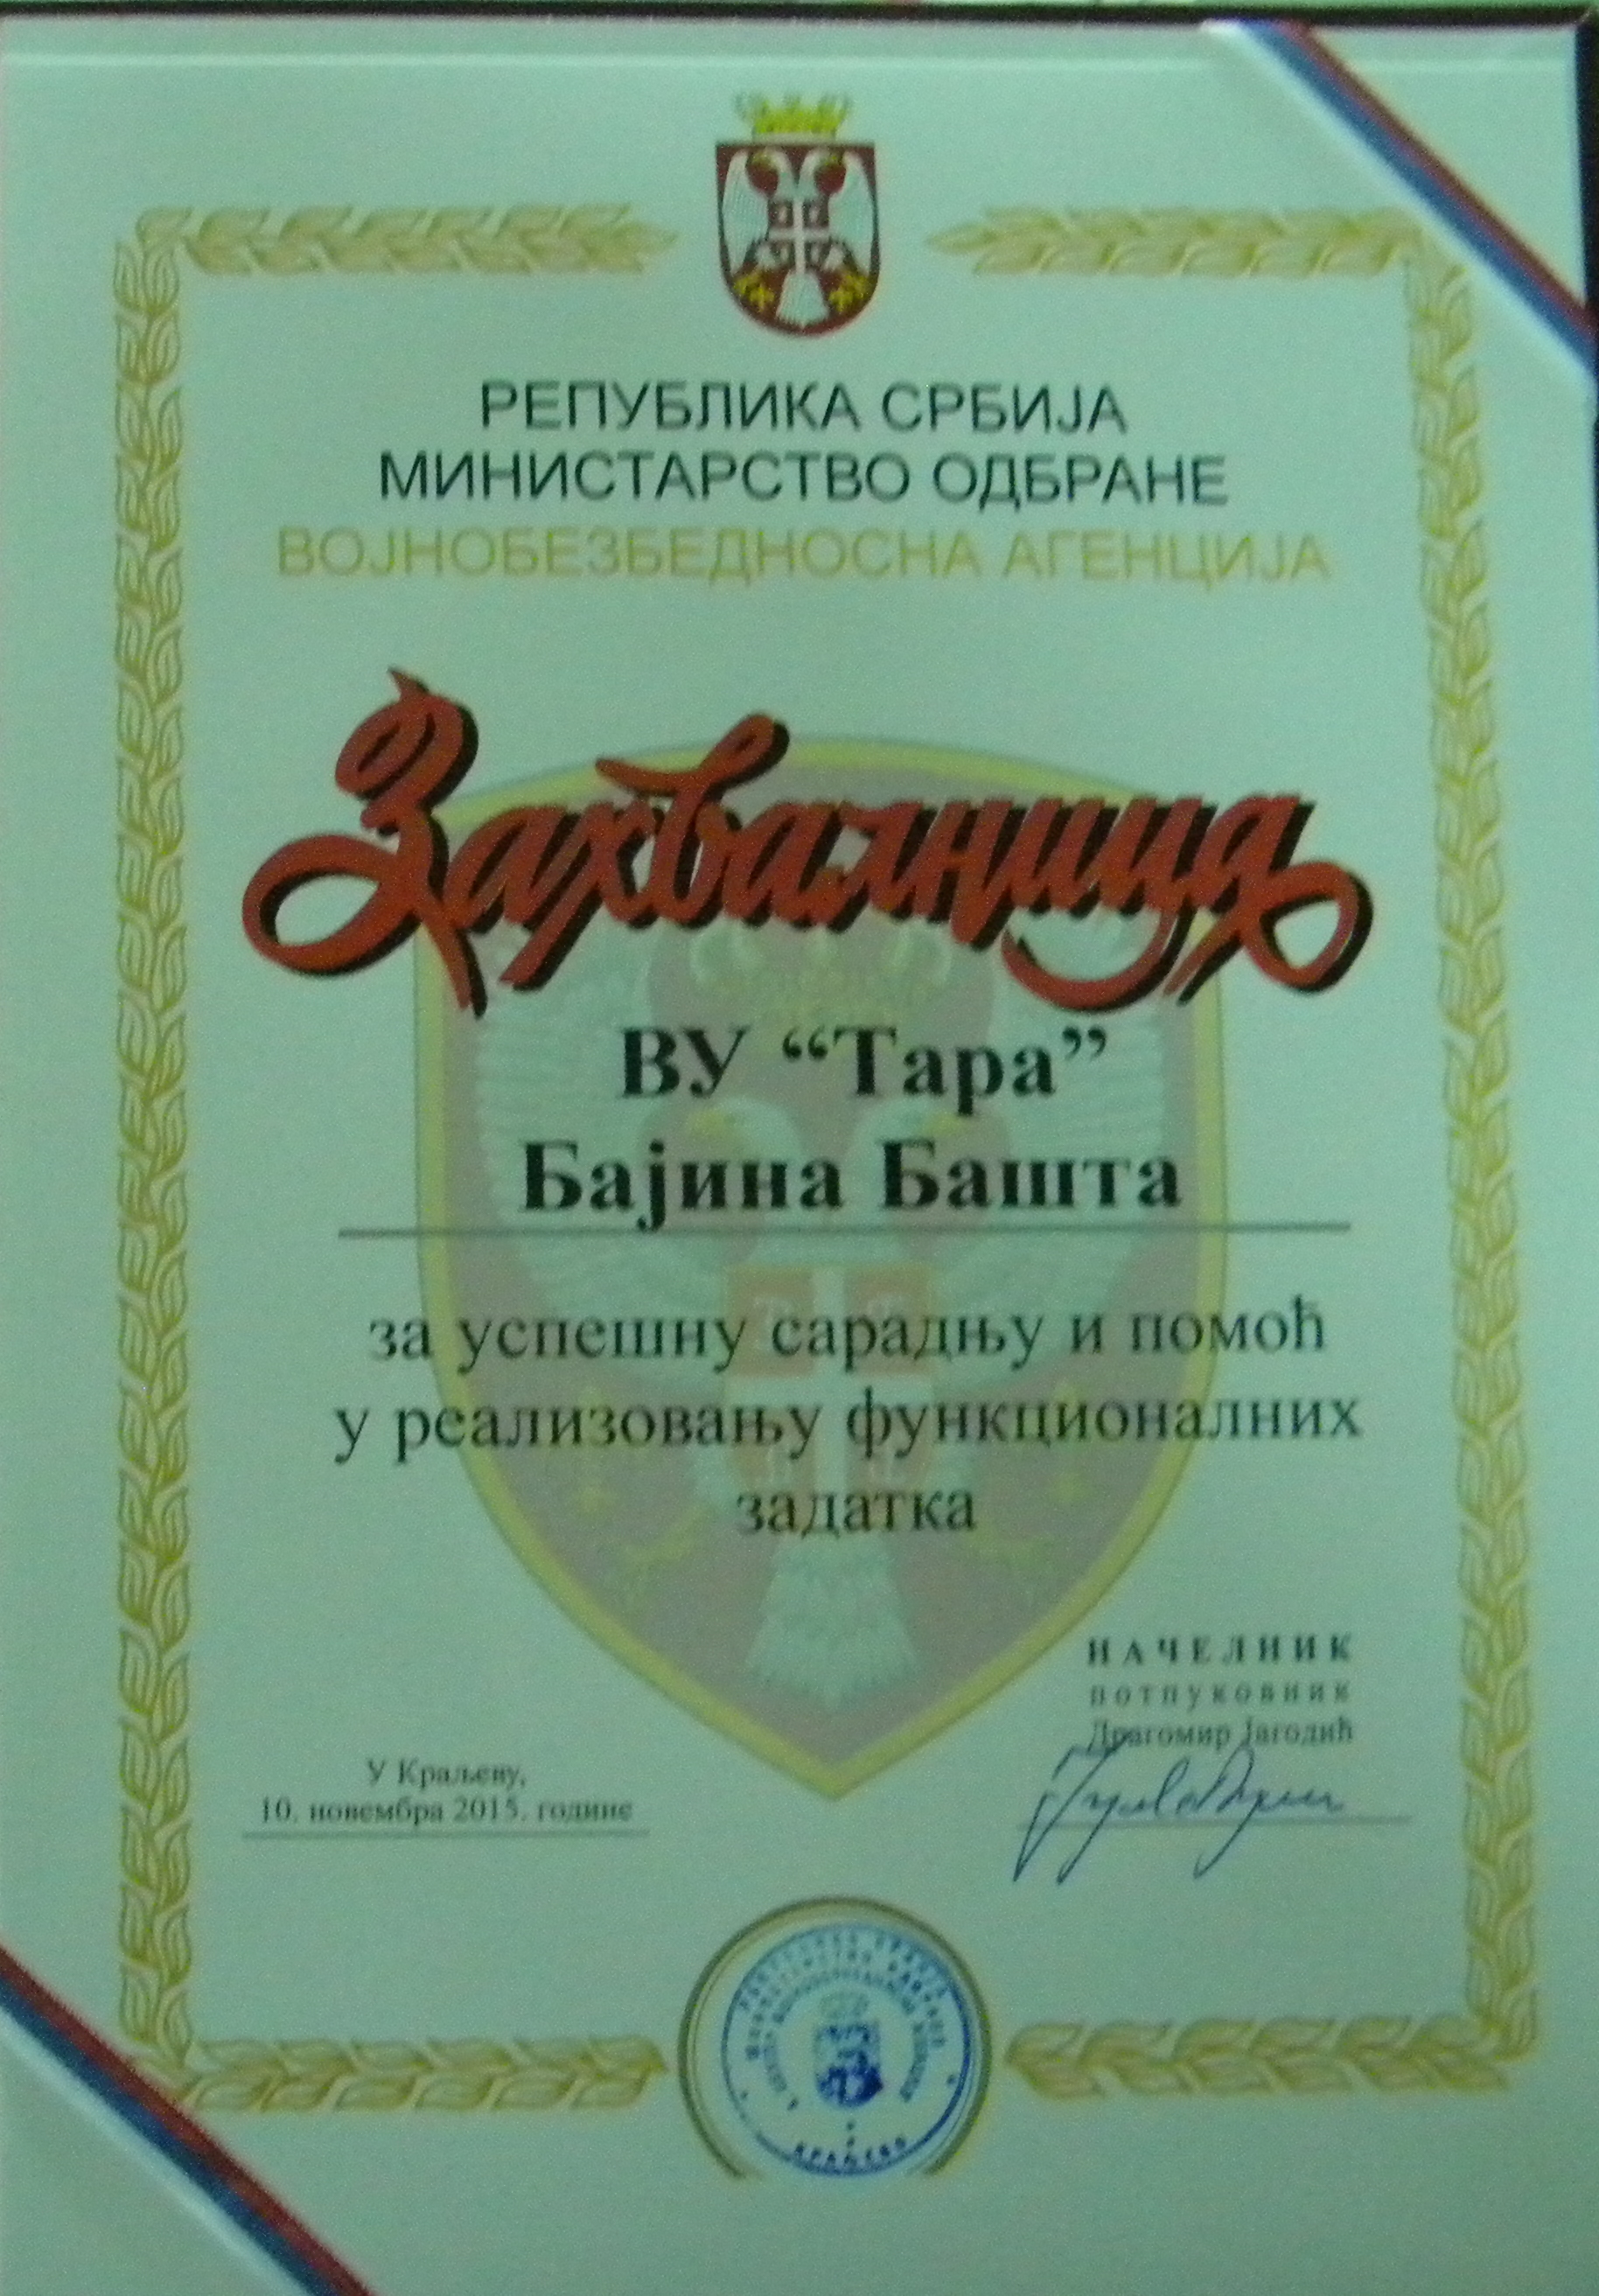 РЕПУБЛИКА СРБИЈА
МИНИСТАРСТВО ОДБРАНЕ
ВОЈНОБЕЗБЕДНОСНА АГЕНЦИЈА
Захвалница
ВУ “Тара”
Бајина Башта
за успешну сарадњу и помоћ
у реализовању функционалних
задатка
НАЧЕЛНИК
потпуковник
Драгомир Јагодић
У Краљеву,
10. новембра 2015. године
КРАЉЕВО